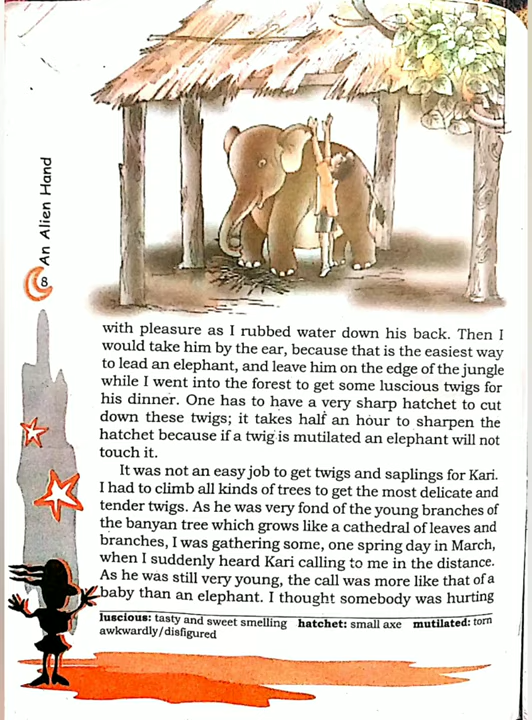 An Alien Hand
8
with pleasure as I rubbed water down his back. Then I
would take him by the ear, because that is the easiest way
to lead an elephant, and leave him on the edge of the jungle
while I went into the forest to get some luscious twigs for
his dinner. One has to have a very sharp hatchet to cut
down these twigs; it takes half an hour to sharpen the
hatchet because if a twig is mutilated an elephant will not
touch it.
It was not an easy job to get twigs and saplings for Kari.
I had to climb all kinds of trees to get the most delicate and
tender twigs. As he was very fond of the young branches of
the banyan tree which grows like a cathedral of leaves and
branches, I was gathering some, one spring day in March,
when I suddenly heard Kari calling to me in the distance.
As he was still very young, the call was more like that of a
baby than an elephant. I thought somebody was hurting
luscious: tasty and sweet smelling hatchet: small axe mutilated: torn
awkwardly/disfigured